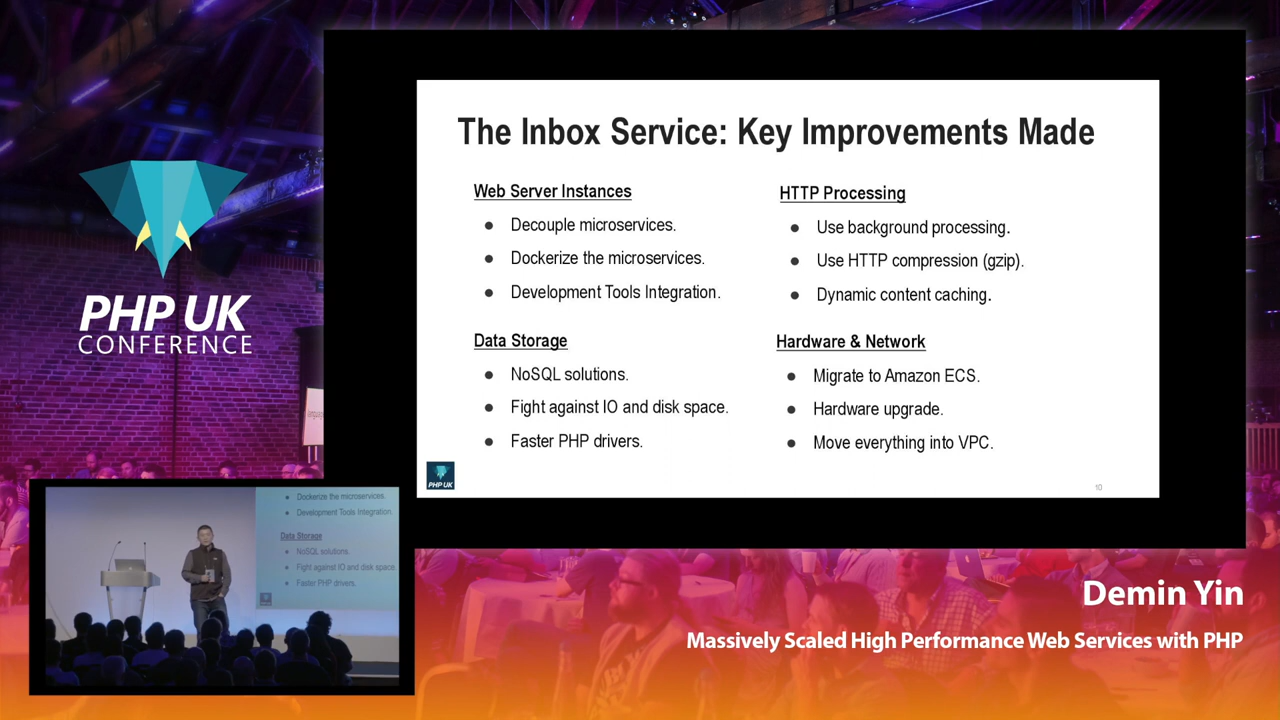 PHP UK
CONFERENCE
The Inbox Service: Key Improvements Made
Web Server Instances
● Decouple microservices.
● Dockerize the microservices.
● Development Tools Integration.
HTTP Processing
● Use background processing.
● Use HTTP compression (gzip).
● Dynamic content caching.
Data Storage
● NoSQL solutions.
● Fight against IO and disk space.
● Faster PHP drivers.
Hardware & Network
● Migrate to Amazon ECS.
● Hardware upgrade.
● Move everything into VPC.
PHP UK
10
● Dockerize the microservices.
● Development Tools Integration.
Data Storage
● NoSQL solutions.
● Fight against IO and disk space.
● Faster PHP drivers.
Demin Yin
Massively Scaled High Performance Web Services with PHP